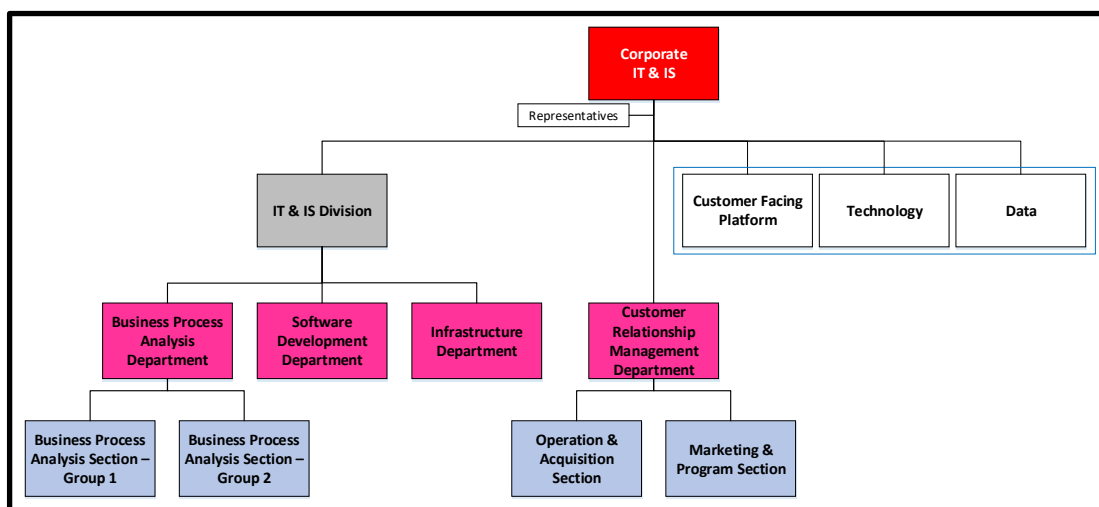 Corporate
IT & IS
Representatives
IT & IS Division
Customer Facing
Platform
Technology
Data
Business Process
Analysis
Department
Software
Development
Department
Infrastructure
Department
Customer
Relationship
Management
Department
Business Process
Analysis Section –
Group 1
Business Process
Analysis Section –
Group 2
Operation &
Acquisition
Section
Marketing &
Program Section